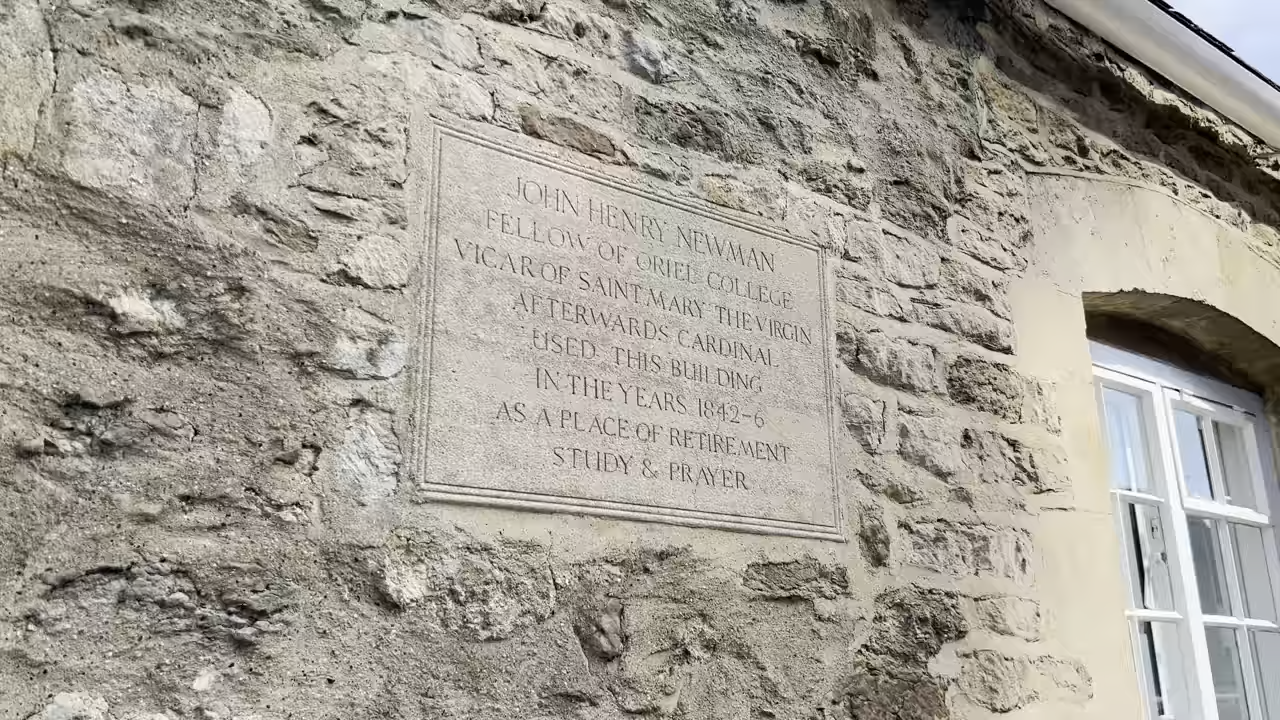 JOHN HENRY NEWMAN
FELLOW OF ORIEL COLLEGE
VICAR OF SAINT MARY THE VIRGIN
AFTERWARDS CARDINAL
USED THIS BUILDING
IN THE YEARS 1842-6
AS A PLACE OF RETIREMENT
STUDY & PRAYER